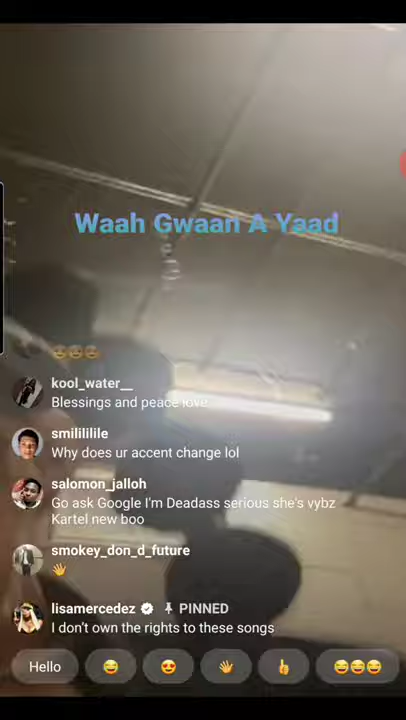 Waah Gwaan A Yaad
😅😅😅
kool_water__
Blessings and peace love
smilililile
Why does ur accent change lol
salomon_jalloh
Go ask Google I'm Deadass serious she's vybz
Kartel new boo
smokey_don_d_future
👋
lisamercedez PINNED
I don't own the rights to these songs
Hello 😂 😍 👋 👍 😂😂😂